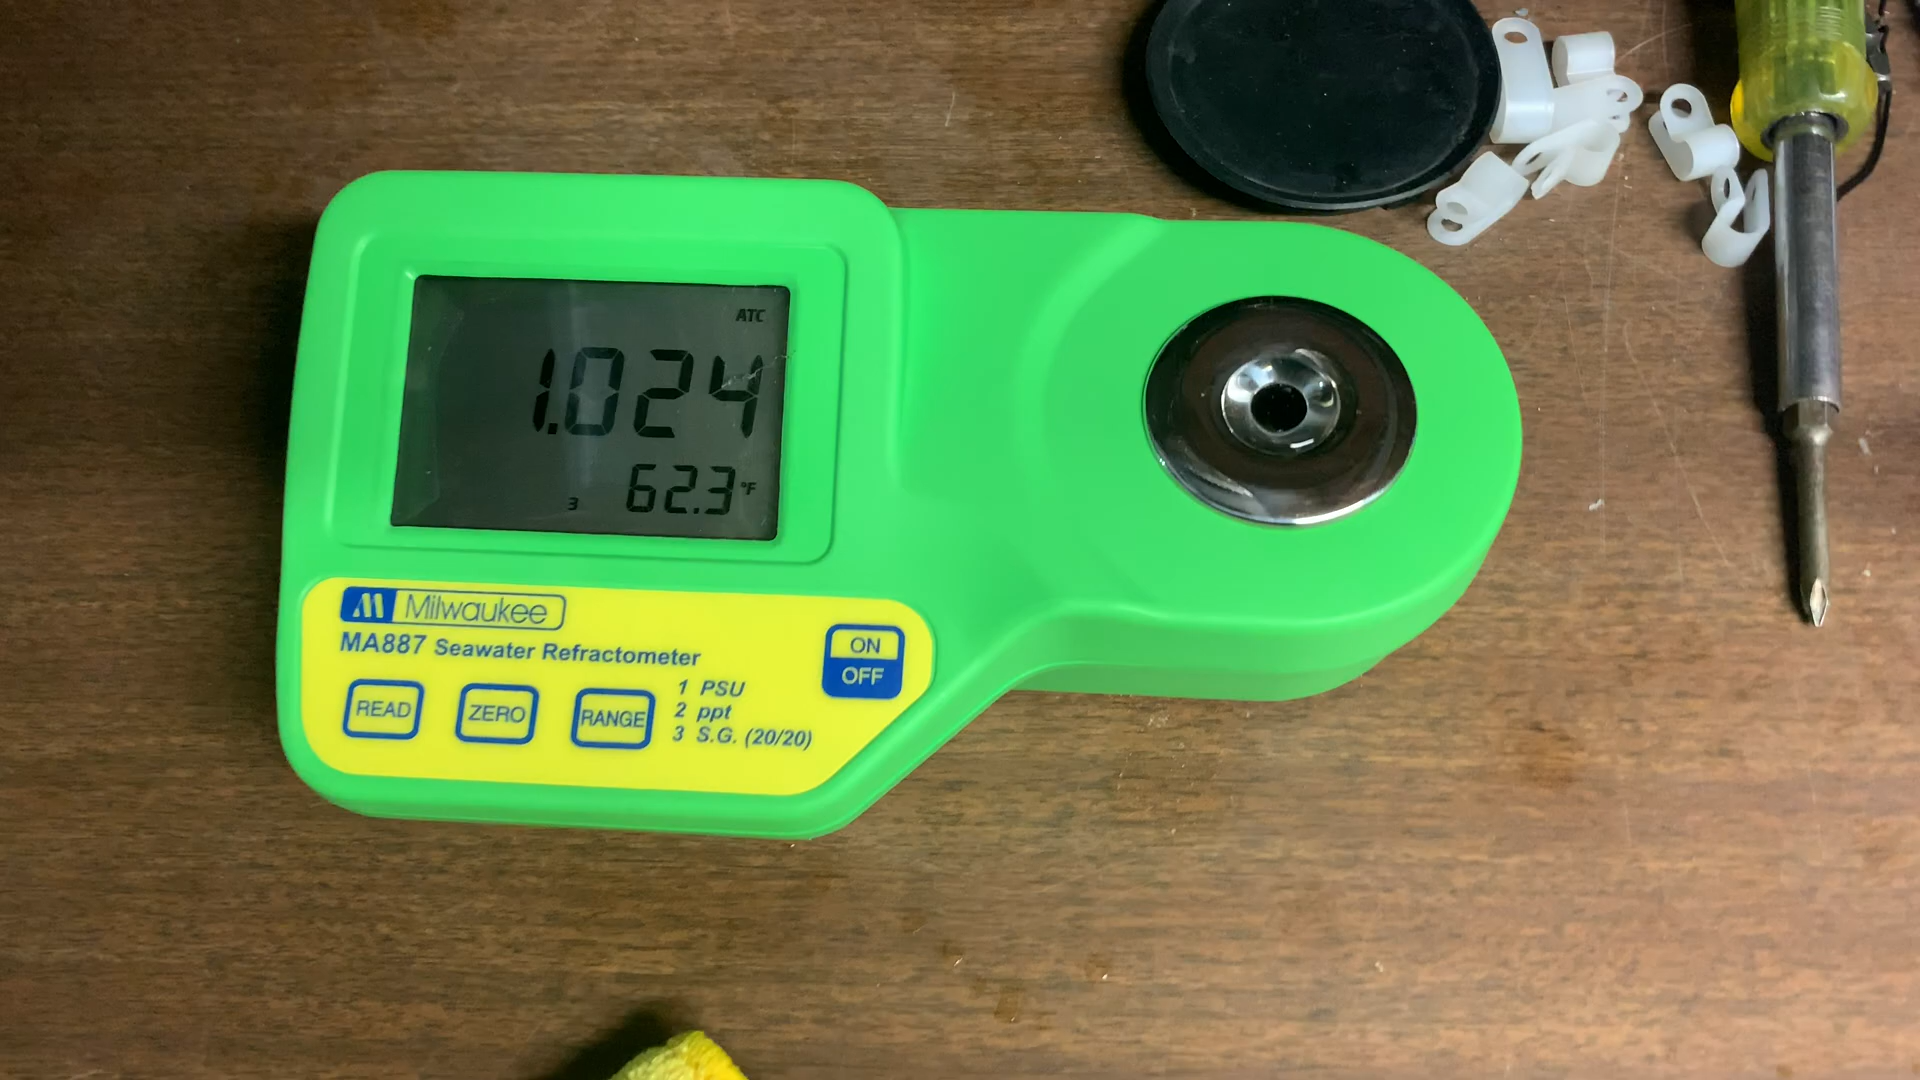 ATC
1.024
3 62.3 °F
Milwaukee
MA887 Seawater Refractometer
READ ZERO RANGE
1 PSU
2 ppt
3 S.G. (20/20)
ON
OFF